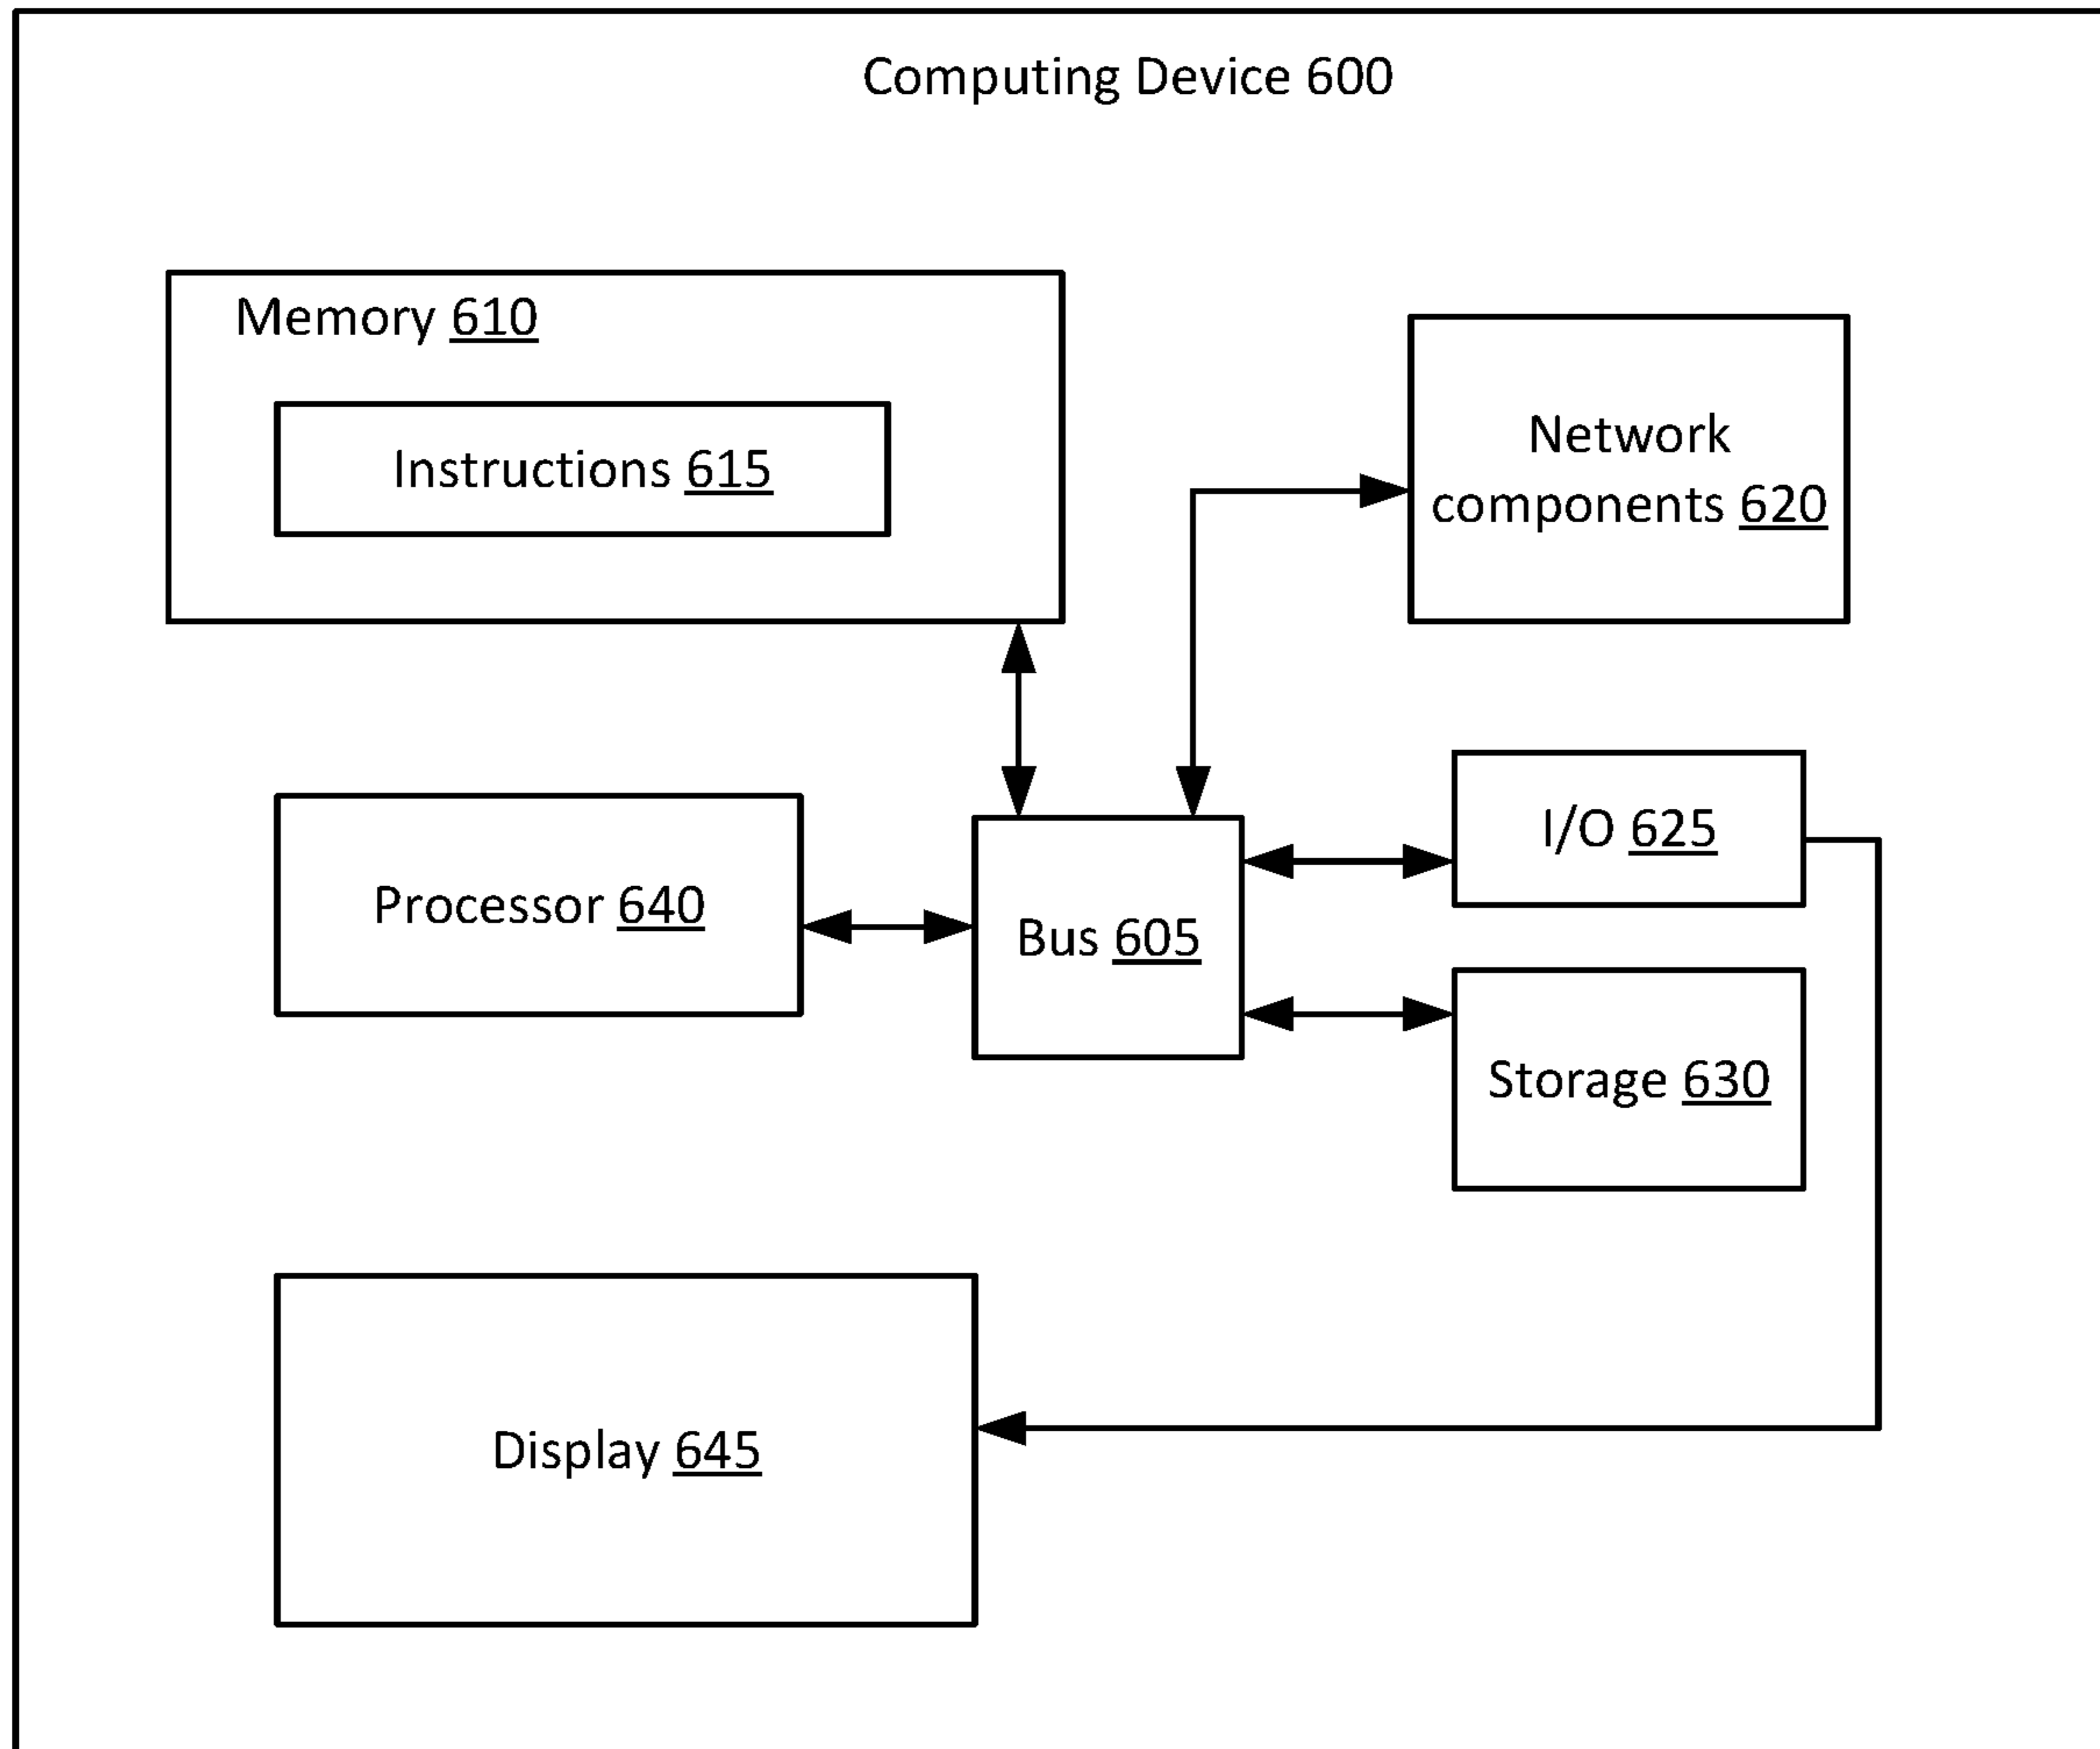 Computing Device 600
Memory 610
Instructions 615
Network
components 620
I/O 625
Processor 640
Bus 605
Storage 630
Display 645